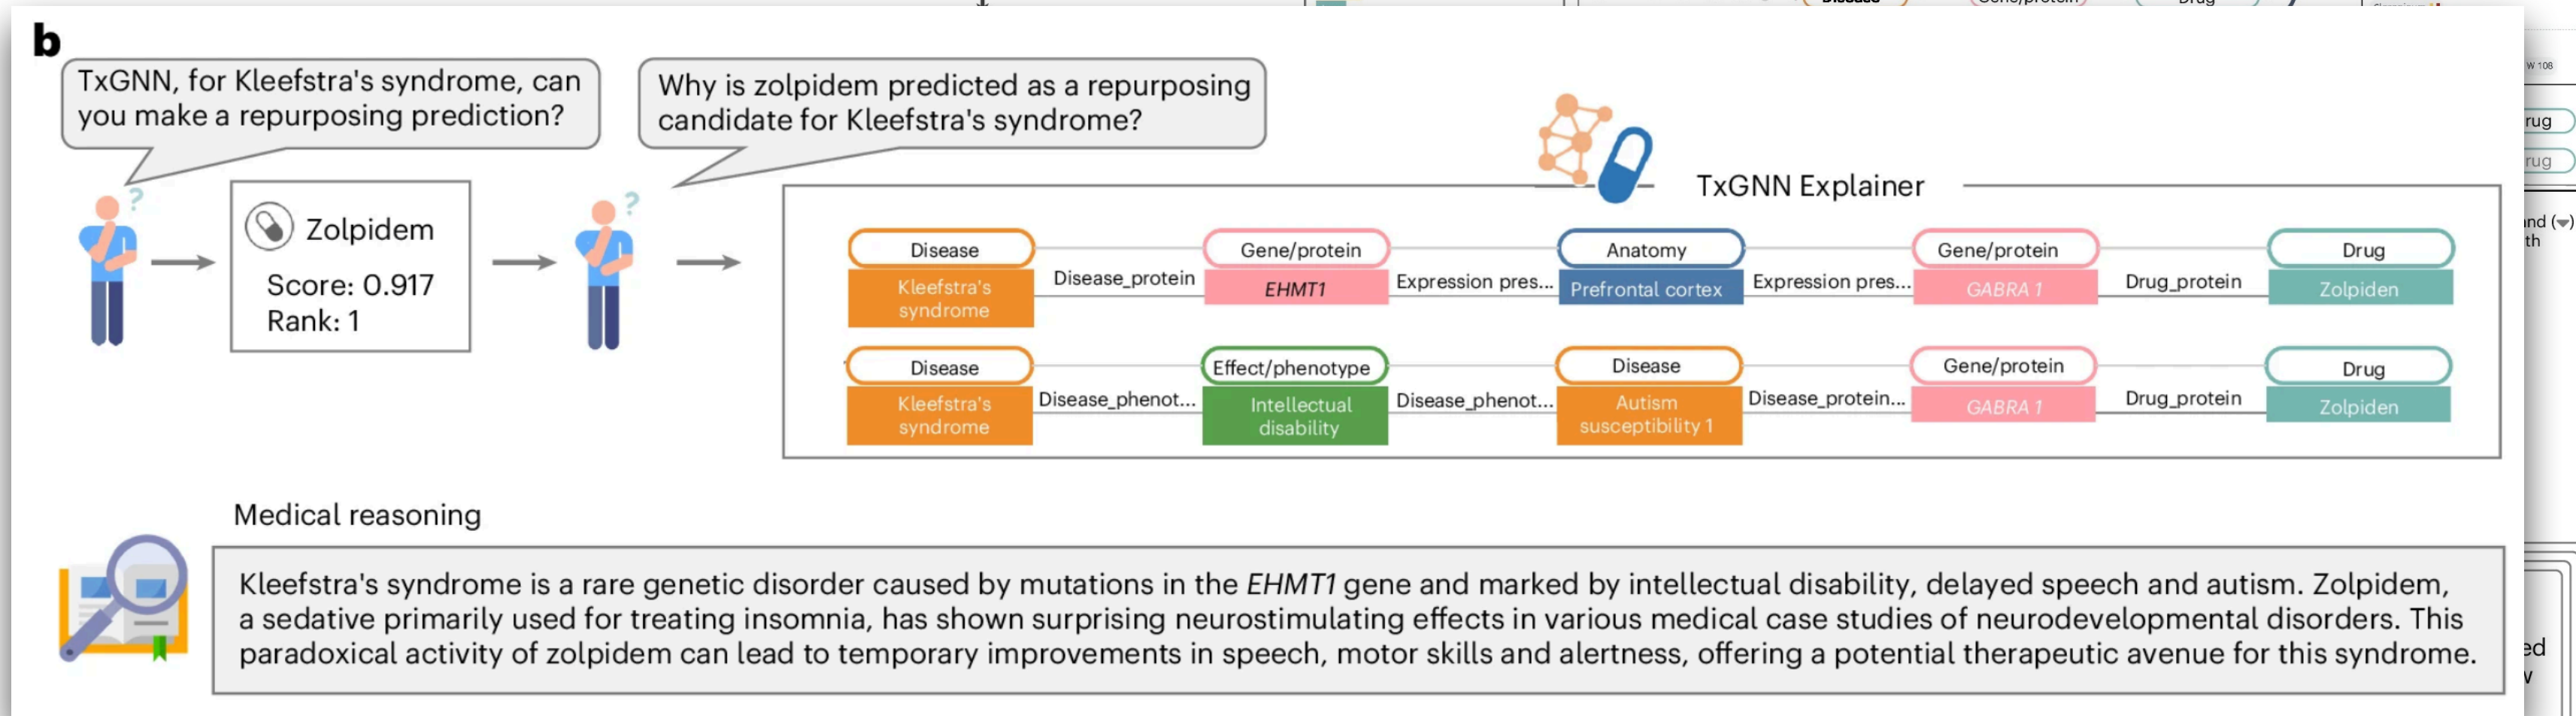 Drug
W 108
b
TxGNN, for Kleefstra's syndrome, can
you make a repurposing prediction?
Why is zolpidem predicted as a repurposing
candidate for Kleefstra's syndrome?
rug
rug
?
?
Zolpidem
Score: 0.917
Rank: 1
TxGNN Explainer
and
th
Disease
Gene/protein
Anatomy
Gene/protein
Drug
Kleefstra's
syndrome
Disease_protein
EHMT1
Expression pres...
Prefrontal cortex
Expression pres...
GABRA 1
Drug_protein
Zolpiden
Disease
Effect/phenotype
Disease
Gene/protein
Drug
Kleefstra's
syndrome
Disease_phenot...
Intellectual
disability
Disease_phenot...
Autism
susceptibility 1
Disease_protein...
GABRA 1
Drug_protein
Zolpiden
Medical reasoning
Kleefstra's syndrome is a rare genetic disorder caused by mutations in the EHMT1 gene and marked by intellectual disability, delayed speech and autism. Zolpidem,
a sedative primarily used for treating insomnia, has shown surprising neurostimulating effects in various medical case studies of neurodevelopmental disorders. This
paradoxical activity of zolpidem can lead to temporary improvements in speech, motor skills and alertness, offering a potential therapeutic avenue for this syndrome.
ed